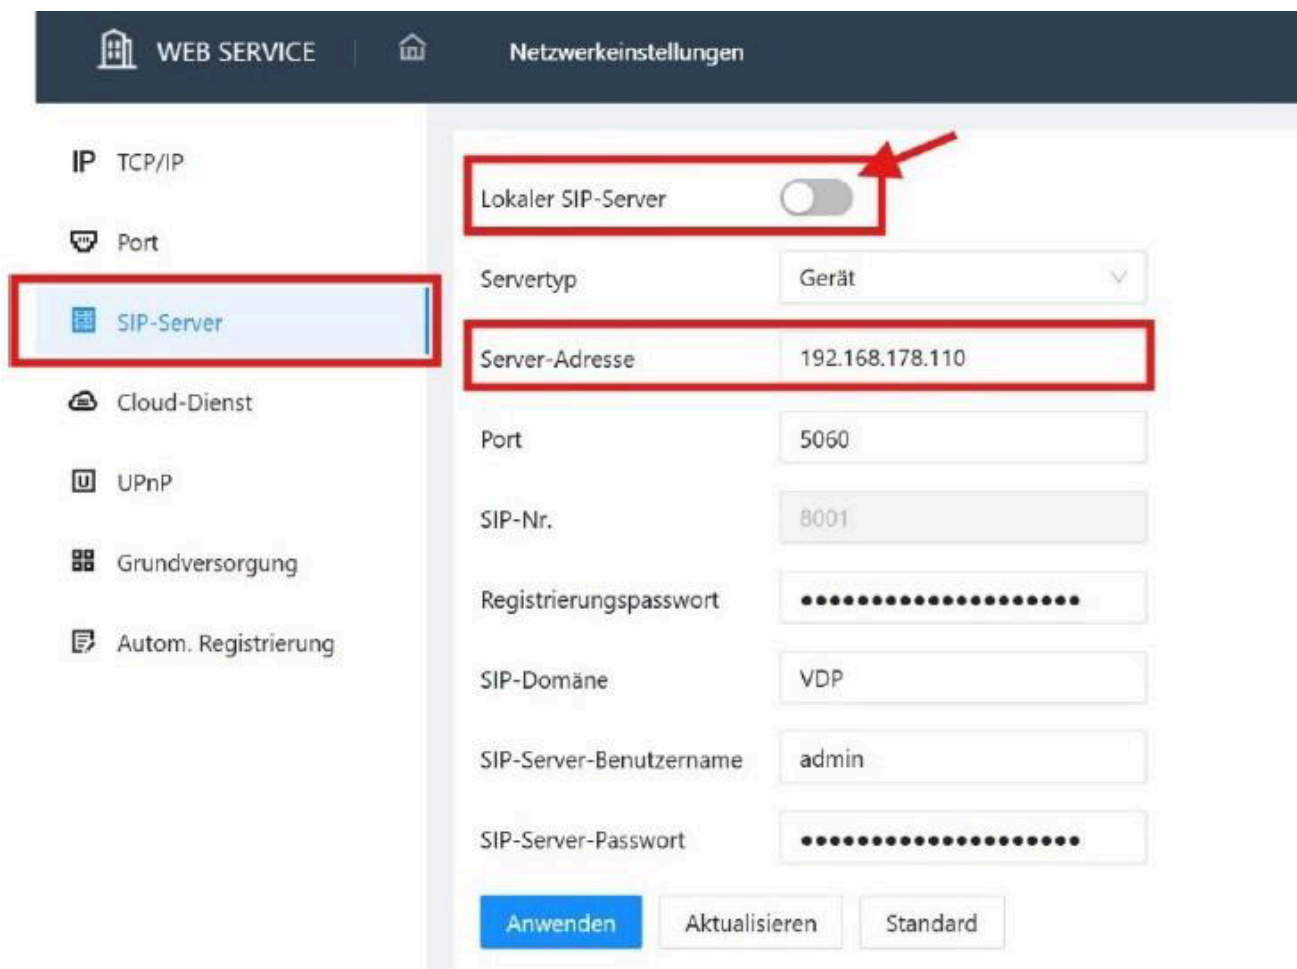 WEB SERVICE
Netzwerkeinstellungen
IP TCP/IP
Port
SIP-Server
Cloud-Dienst
U UPnP
Grundversorgung
Autom. Registrierung
Lokaler SIP-Server
Servertyp Gerät
Server-Adresse 192.168.178.110
Port 5060
SIP-Nr. 8001
Registrierungspasswort ••••••••••••••••••••
SIP-Domäne VDP
SIP-Server-Benutzername admin
SIP-Server-Passwort ••••••••••••••••••••
Anwenden Aktualisieren Standard